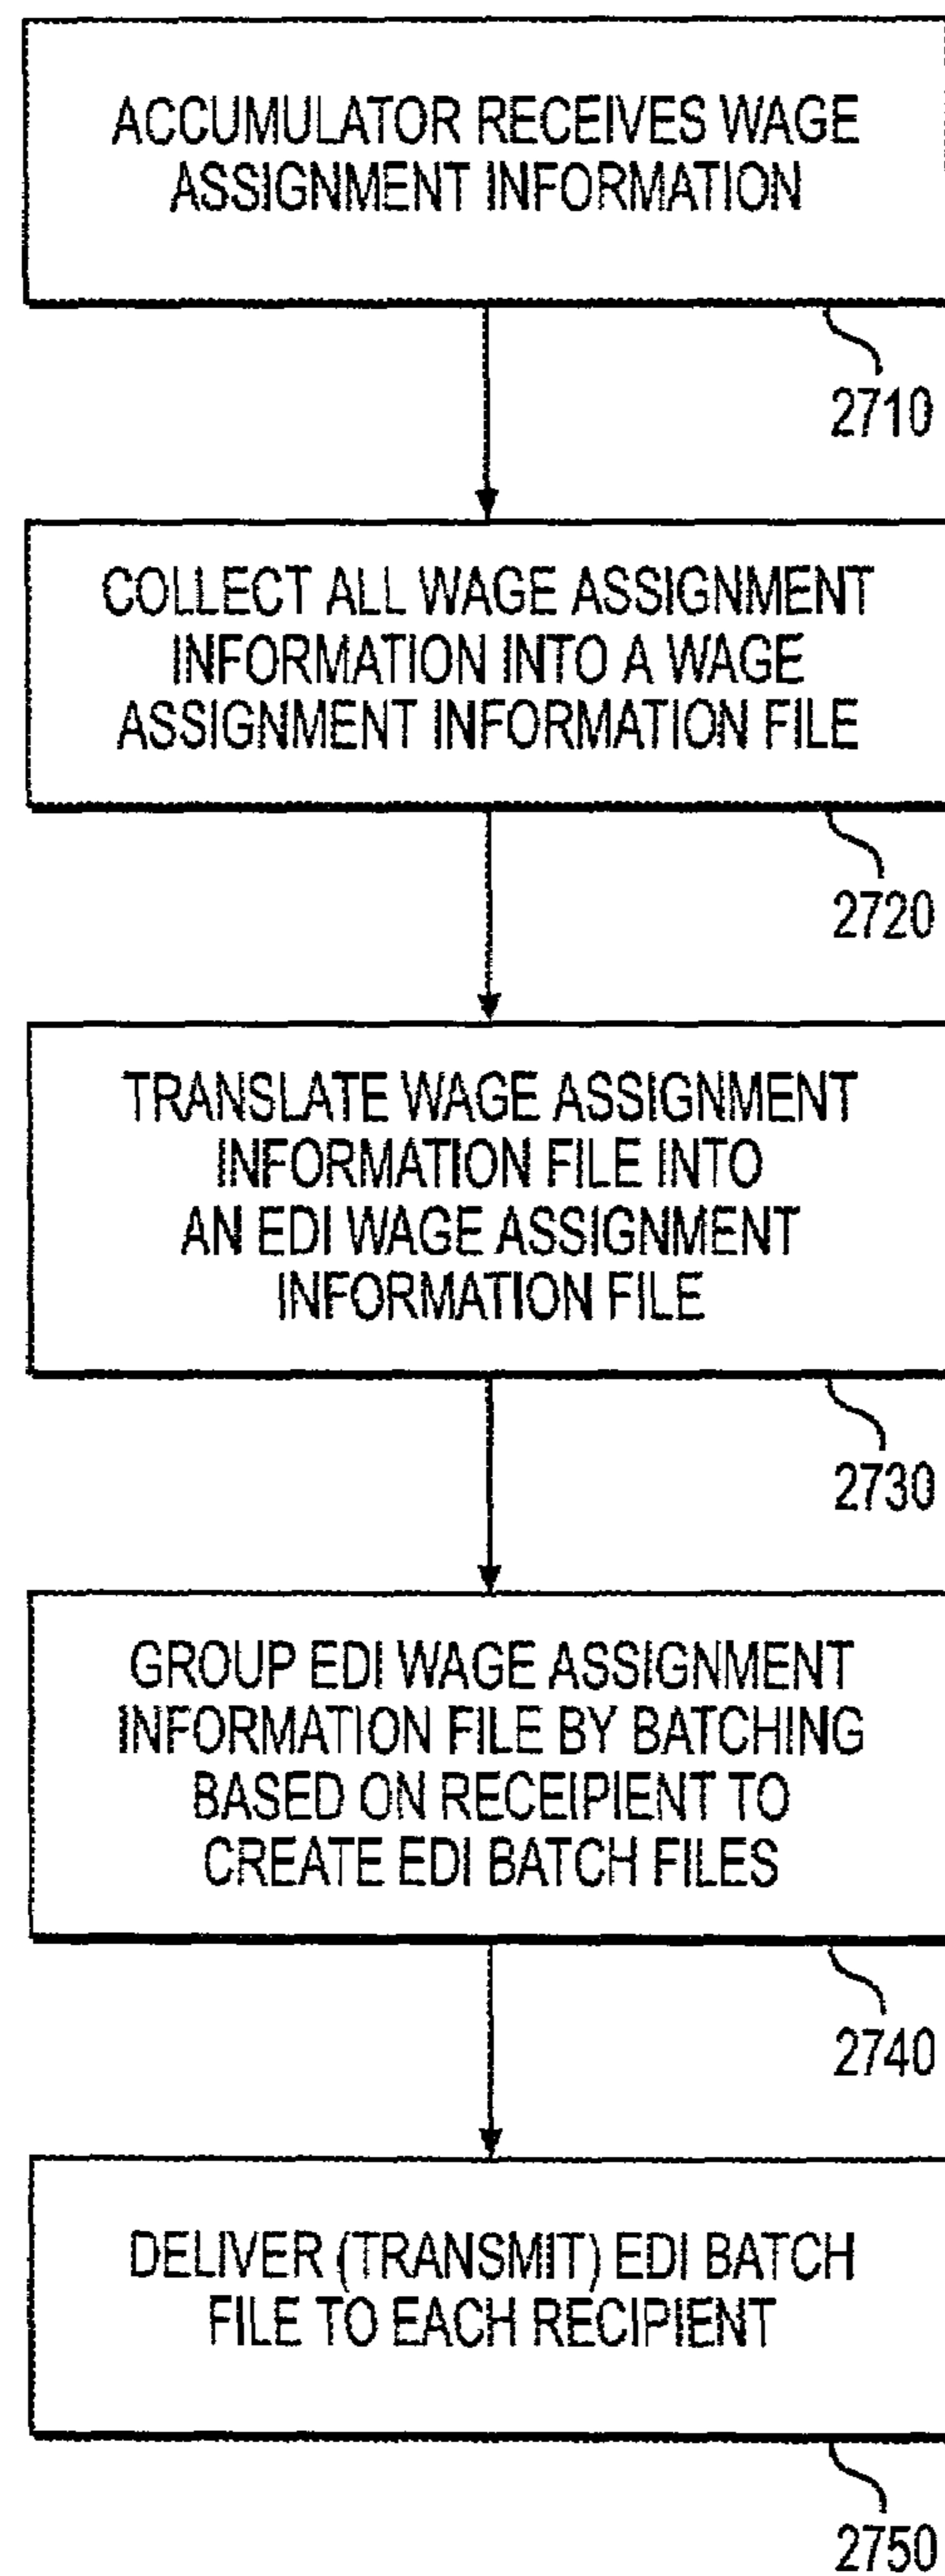 ACCUMULATOR RECEIVES WAGE
ASSIGNMENT INFORMATION
2710
COLLECT ALL WAGE ASSIGNMENT
INFORMATION INTO A WAGE
ASSIGNMENT INFORMATION FILE
2720
TRANSLATE WAGE ASSIGNMENT
INFORMATION FILE INTO
AN EDI WAGE ASSIGNMENT
INFORMATION FILE
2730
GROUP EDI WAGE ASSIGNMENT
INFORMATION FILE BY BATCHING
BASED ON RECEIPIENT TO
CREATE EDI BATCH FILES
2740
DELIVER (TRANSMIT) EDI BATCH
FILE TO EACH RECIPIENT
2750